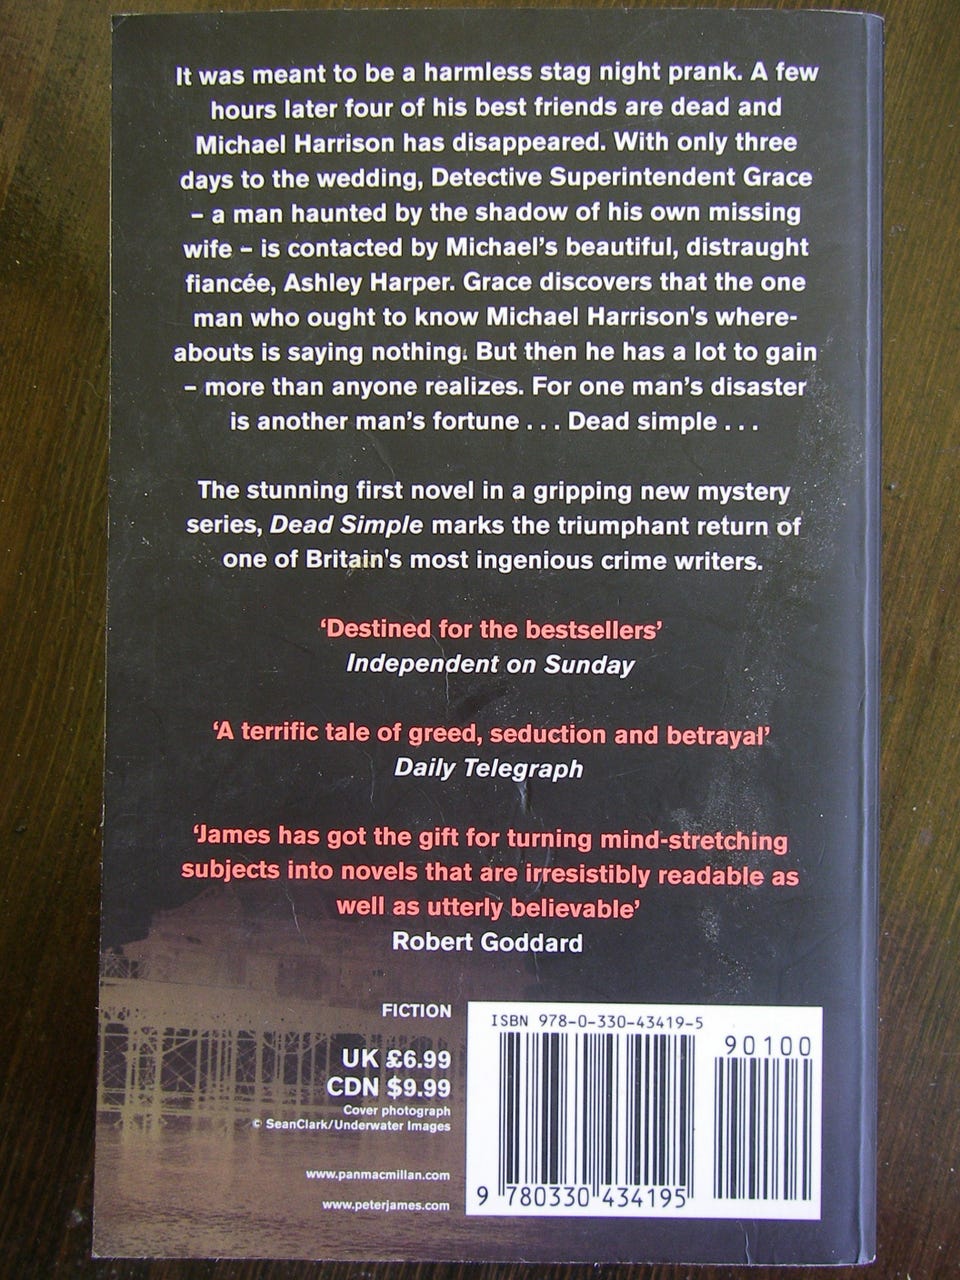 It was meant to be a harmless stag night prank. A few
hours later four of his best friends are dead and
Michael Harrison has disappeared. With only three
days to the wedding, Detective Superintendent Grace
– a man haunted by the shadow of his own missing
wife – is contacted by Michael’s beautiful, distraught
fiancée, Ashley Harper. Grace discovers that the one
man who ought to know Michael Harrison's where-
abouts is saying nothing. But then he has a lot to gain
– more than anyone realizes. For one man’s disaster
is another man’s fortune . . . Dead simple . . .
The stunning first novel in a gripping new mystery
series, Dead Simple marks the triumphant return of
one of Britain's most ingenious crime writers.
‘Destined for the bestsellers’
Independent on Sunday
‘A terrific tale of greed, seduction and betrayal’
Daily Telegraph
‘James has got the gift for turning mind-stretching
subjects into novels that are irresistibly readable as
well as utterly believable’
Robert Goddard
FICTION
UK £6.99
CDN $9.99
Cover photograph
© SeanClark/Underwater Images
www.panmacmillan.com
www.peterjames.com
ISBN 978-0-330-43419-5
90100
9 780330 434195